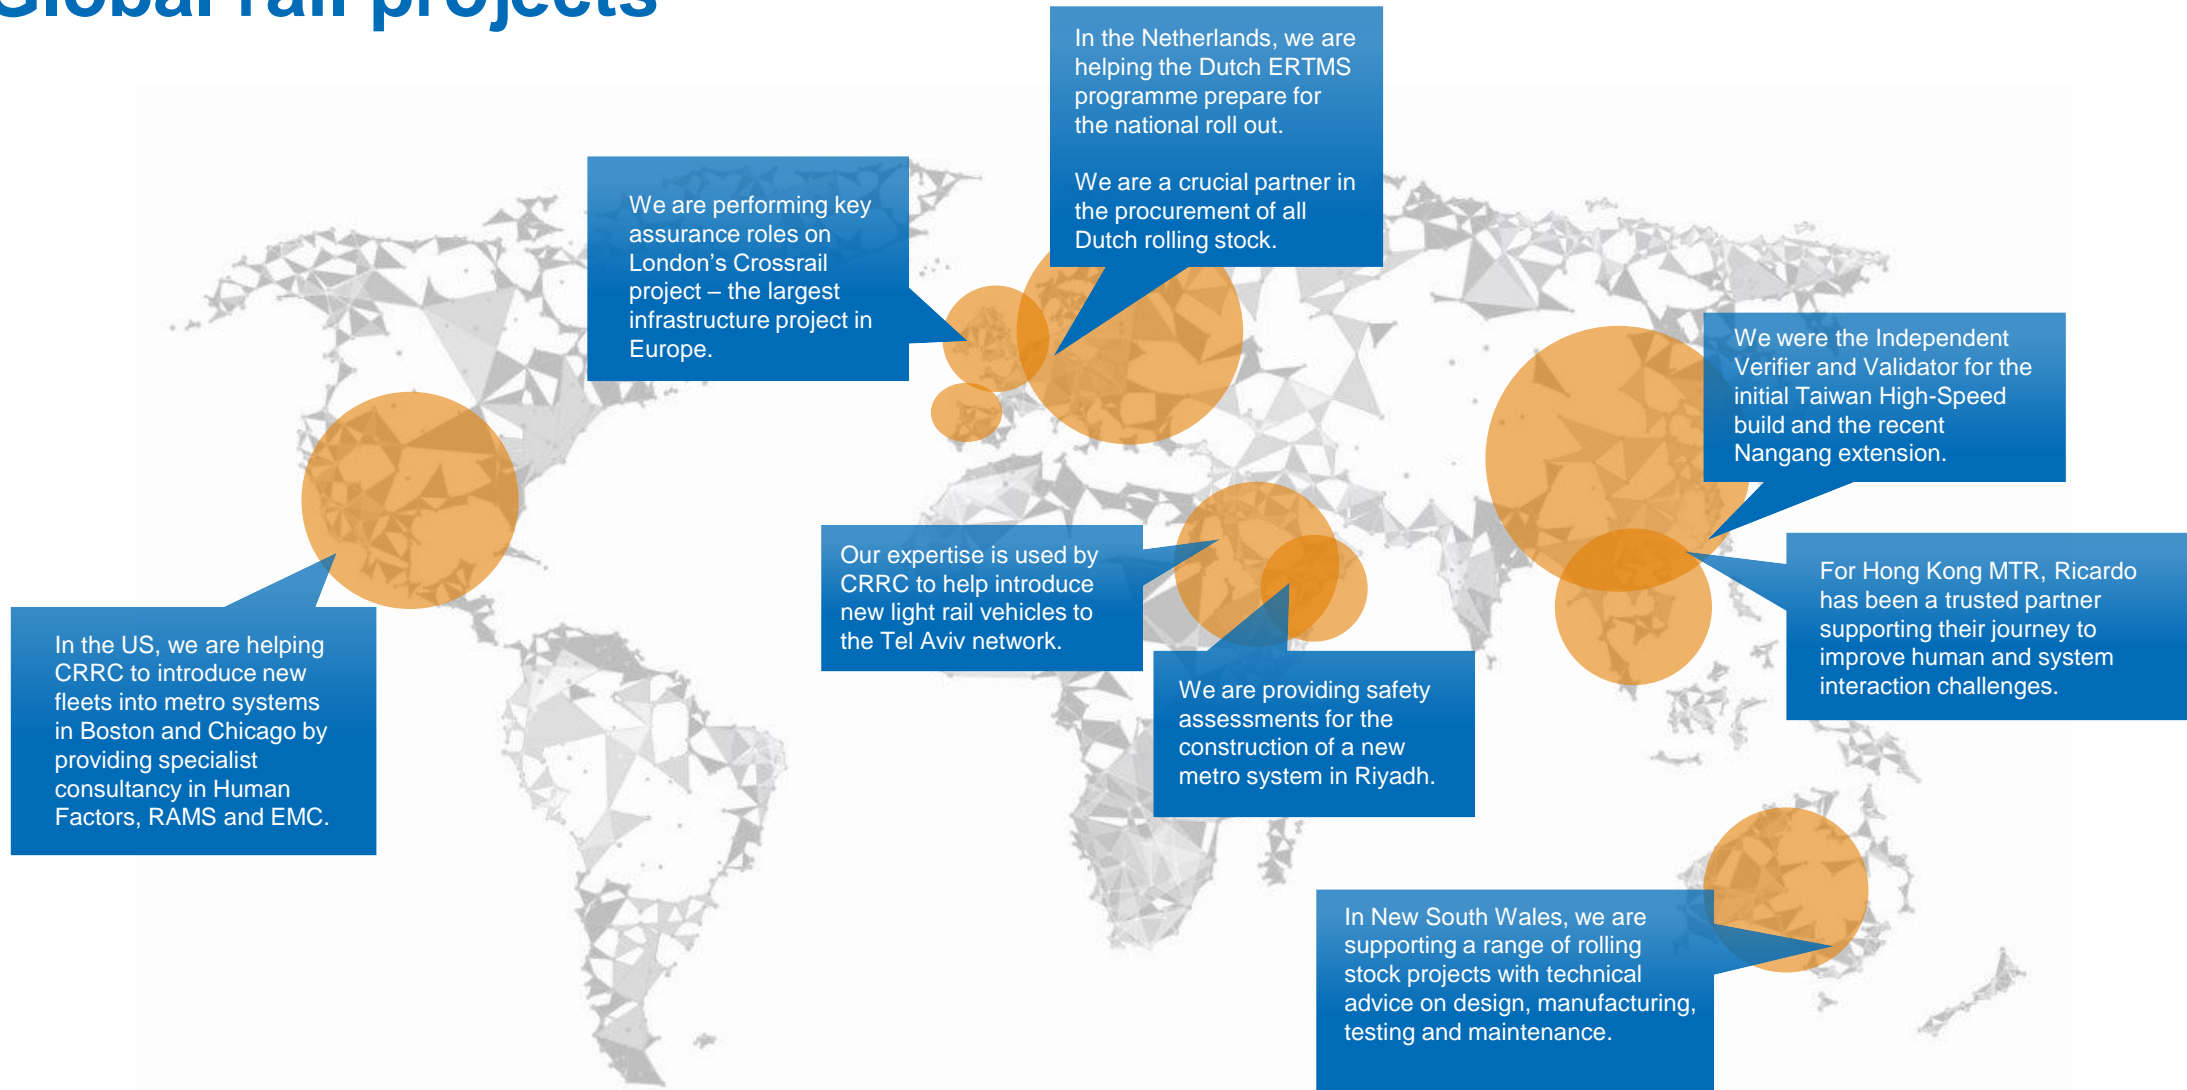 Global rail projects
In the Netherlands, we are
helping the Dutch ERTMS
programme prepare for
the national roll out.
We are a crucial partner in
the procurement of all
Dutch rolling stock.
We are performing key
assurance roles on
London’s Crossrail
project – the largest
infrastructure project in
Europe.
We were the Independent
Verifier and Validator for the
initial Taiwan High-Speed
build and the recent
Nangang extension.
Our expertise is used by
CRRC to help introduce
new light rail vehicles to
the Tel Aviv network.
For Hong Kong MTR, Ricardo
has been a trusted partner
supporting their journey to
improve human and system
interaction challenges.
In the US, we are helping
CRRC to introduce new
fleets into metro systems
in Boston and Chicago by
providing specialist
consultancy in Human
Factors, RAMS and EMC.
We are providing safety
assessments for the
construction of a new
metro system in Riyadh.
In New South Wales, we are
supporting a range of rolling
stock projects with technical
advice on design, manufacturing,
testing and maintenance.